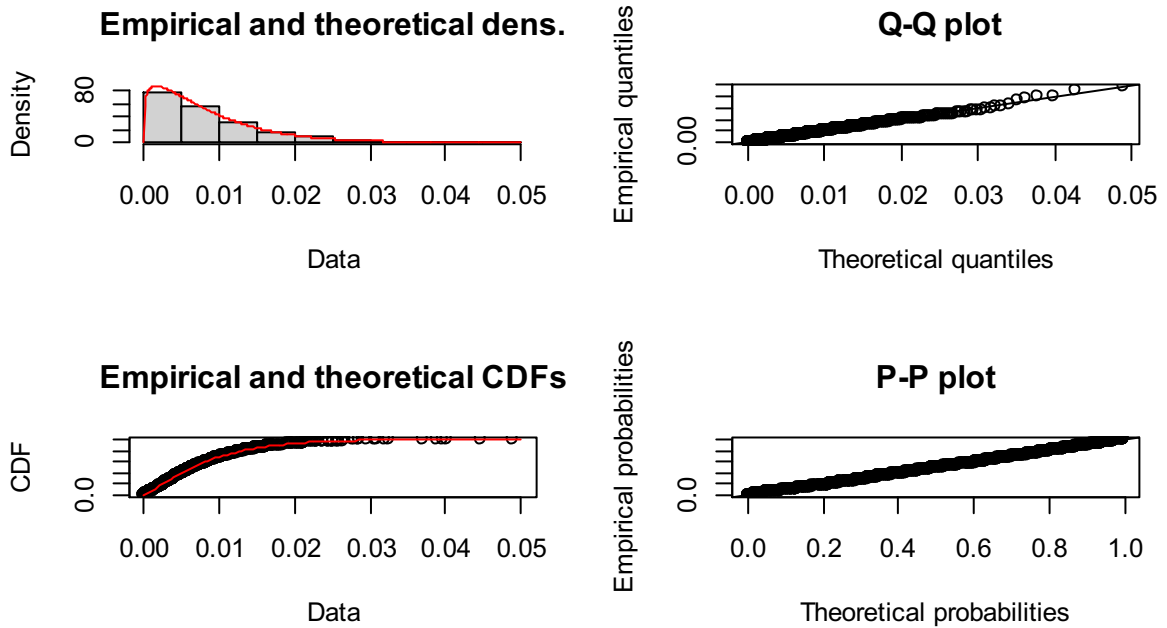 Empirical and theoretical dens.
Density
0 80
0.00 0.01 0.02 0.03 0.04 0.05
Data
Q-Q plot
Empirical quantiles
0.00
0.00 0.01 0.02 0.03 0.04 0.05
Theoretical quantiles
Empirical and theoretical CDFs
CDF
0.0
0.00 0.01 0.02 0.03 0.04 0.05
Data
P-P plot
Empirical probabilities
0.0
0.0 0.2 0.4 0.6 0.8 1.0
Theoretical probabilities